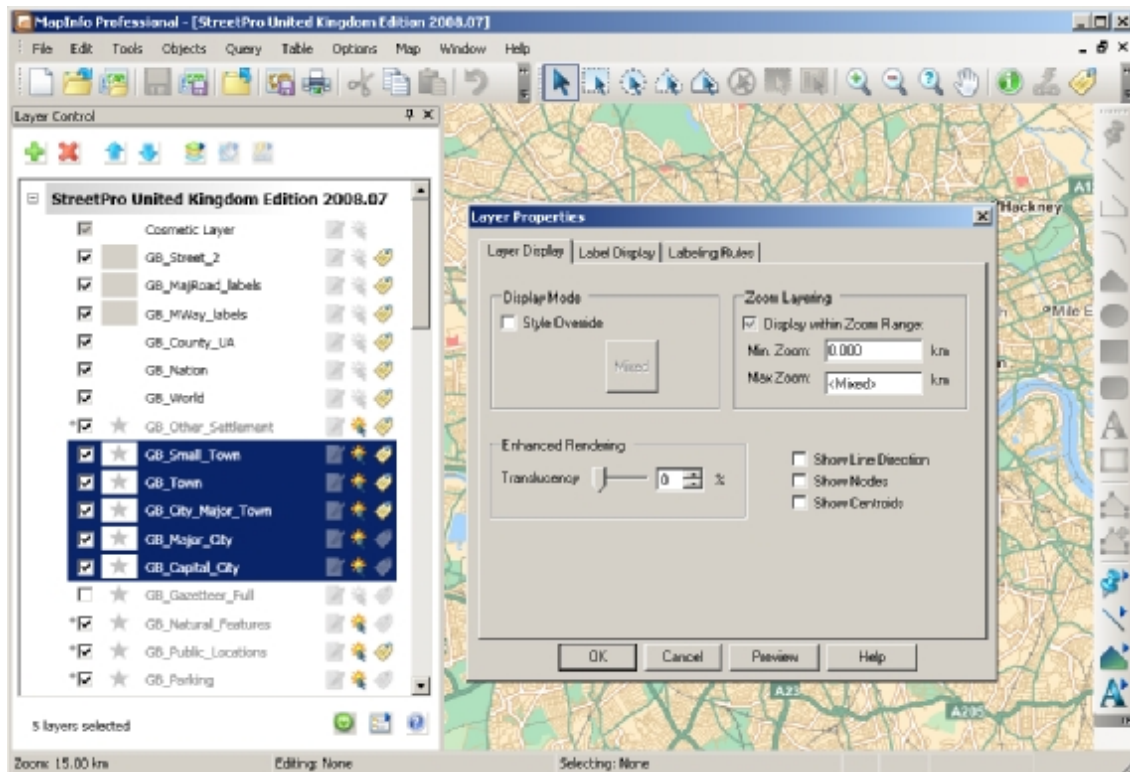 MapInfo Professional - [StreetPro United Kingdom Edition 2008.07]
File Edit Tools Objects Query Table Options Map Window Help
Layer Control
StreetPro United Kingdom Edition 2008.07
Cosmetic Layer
GB_Street_2
GB_MajRoad_labels
GB_MWay_labels
GB_County_UA
GB_Nation
GB_World
GB_Other_Settlement
GB_Small_Town
GB_Town
GB_City_Major_Town
GB_Major_City
GB_Capital_City
GB_Gazetteer_Full
GB_Natural_Features
GB_Public_Locations
GB_Parking
5 layers selected
Hackney
Mile E
A23
A205
Layer Properties
Layer Display Label Display Labeling Rules
Display Mode
Style Override
Mixed
Zoom Layering
Display within Zoom Range:
Min. Zoom: 0.000 km
Max Zoom: <Mixed> km
Enhanced Rendering
Translucency 0 %
Show Line Direction
Show Nodes
Show Centroids
OK Cancel Preview Help
Zoom: 15.00 km Editing: None Selecting: None